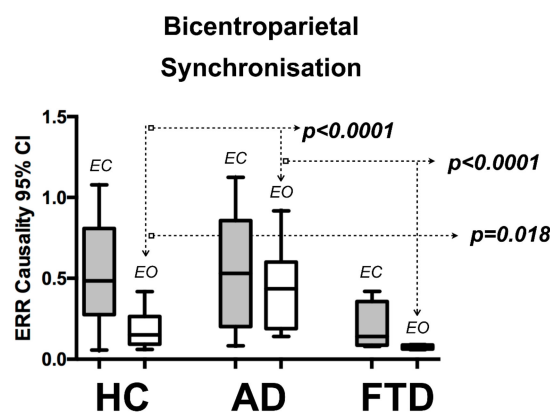 Bicentroparietal
Synchronisation
ERR Causality 95% CI
1.5
1.0
0.5
0.0
EC
EO
EC
EO
EC
EO
p<0.0001
p<0.0001
p=0.018
HC AD FTD